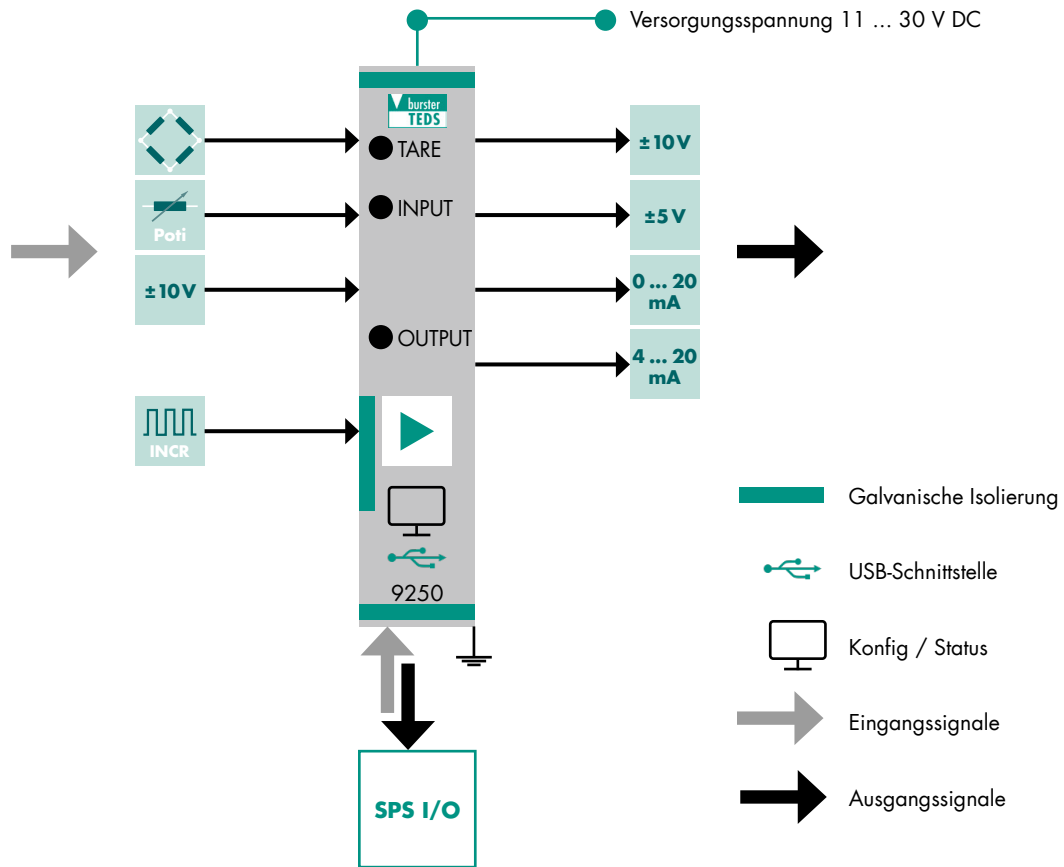 Versorgungsspannung 11 ... 30 V DC
burster
TEDS
TARE
INPUT
OUTPUT
9250
Poti
±10V
INCR
±10V
±5V
0 ... 20
mA
4 ... 20
mA
SPS I/O
Galvanische Isolierung
USB-Schnittstelle
Konfig / Status
Eingangssignale
Ausgangssignale